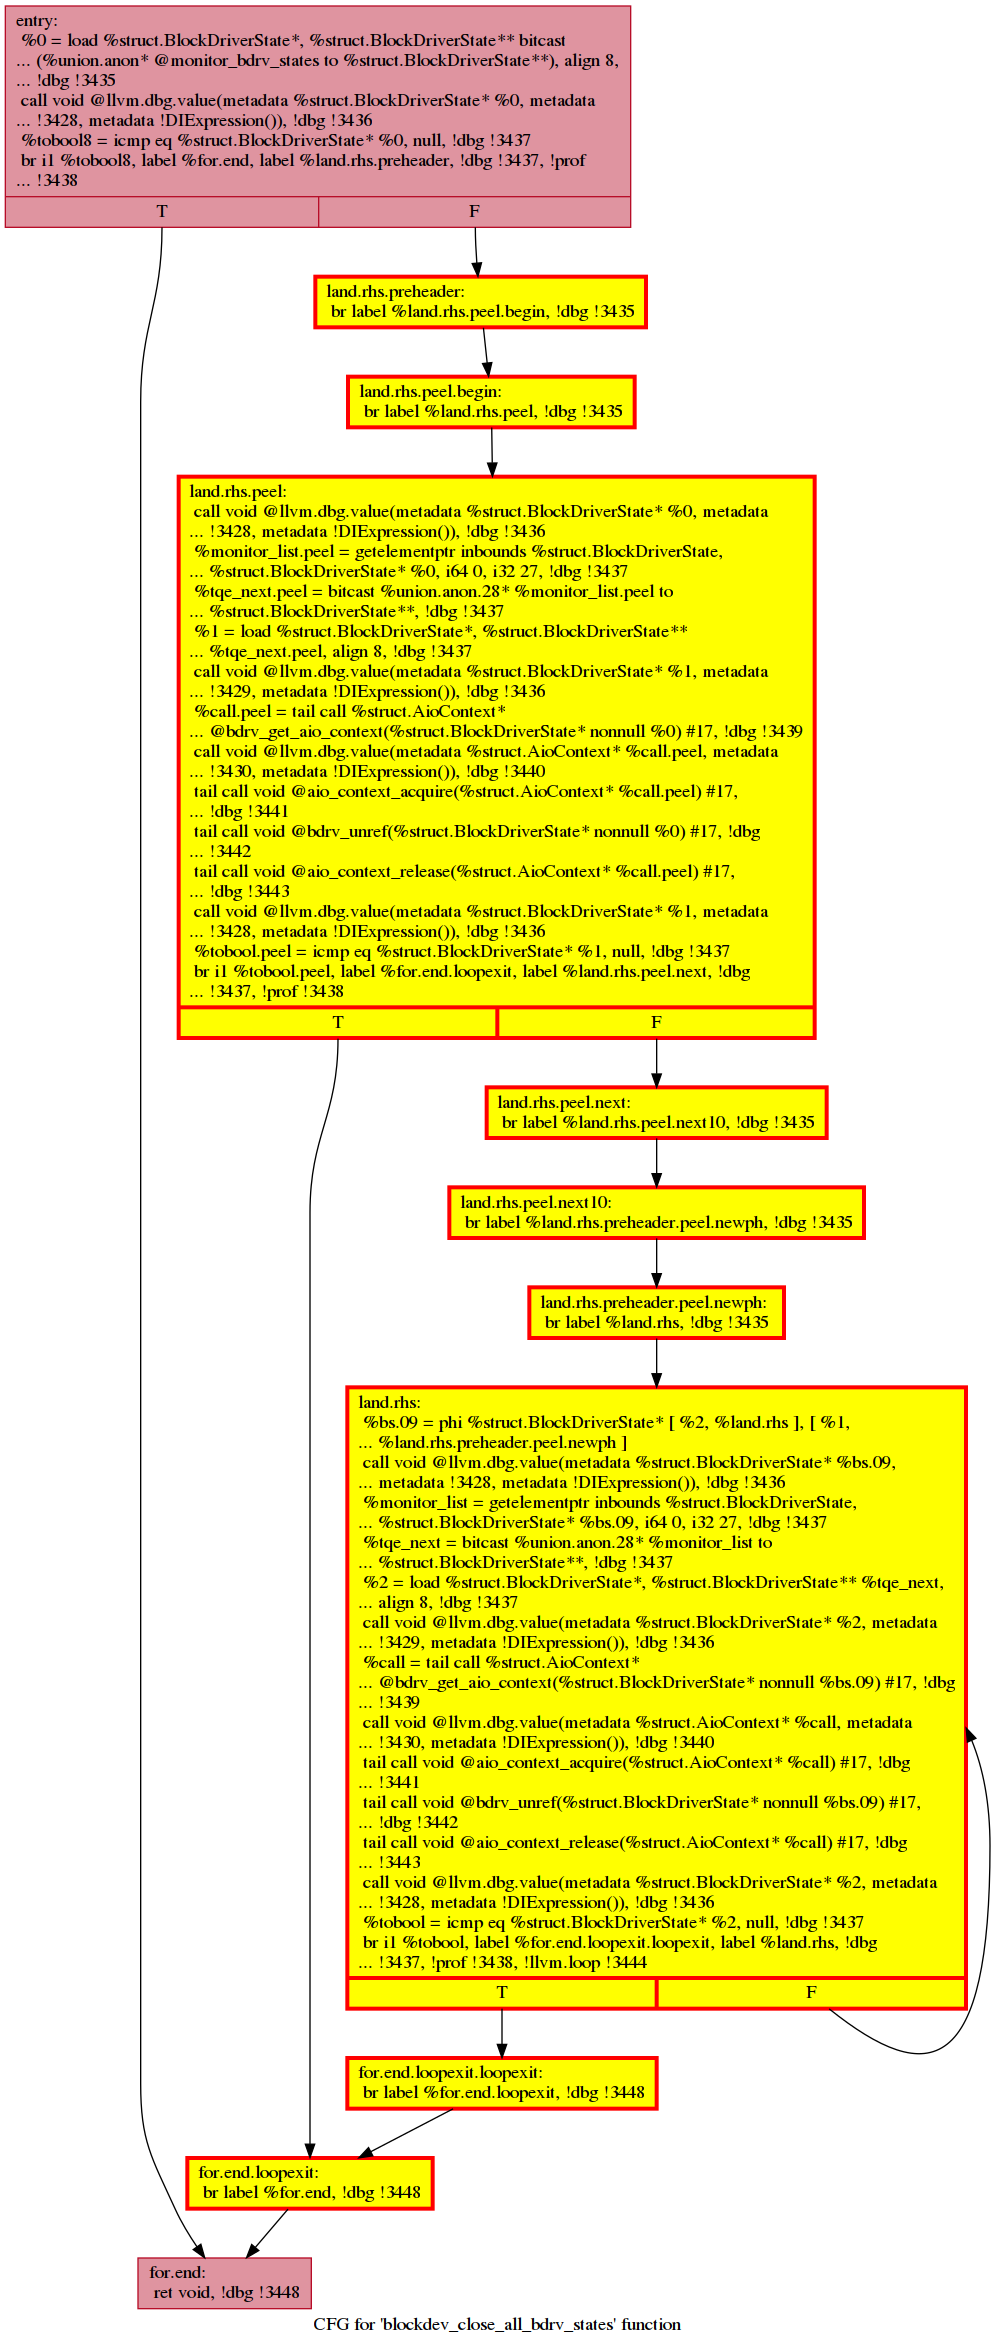 entry:
%0 = load %struct.BlockDriverState*, %struct.BlockDriverState** bitcast
... (%union.anon* @monitor_bdrv_states to %struct.BlockDriverState**), align 8,
... !dbg !3435
call void @llvm.dbg.value(metadata %struct.BlockDriverState* %0, metadata
... !3428, metadata !DIExpression()), !dbg !3436
%tobool8 = icmp eq %struct.BlockDriverState* %0, null, !dbg !3437
br i1 %tobool8, label %for.end, label %land.rhs.preheader, !dbg !3437, !prof
... !3438
T F
land.rhs.preheader:
br label %land.rhs.peel.begin, !dbg !3435
land.rhs.peel.begin:
br label %land.rhs.peel, !dbg !3435
land.rhs.peel:
call void @llvm.dbg.value(metadata %struct.BlockDriverState* %0, metadata
... !3428, metadata !DIExpression()), !dbg !3436
%monitor_list.peel = getelementptr inbounds %struct.BlockDriverState,
... %struct.BlockDriverState* %0, i64 0, i32 27, !dbg !3437
%tqe_next.peel = bitcast %union.anon.28* %monitor_list.peel to
... %struct.BlockDriverState**, !dbg !3437
%1 = load %struct.BlockDriverState*, %struct.BlockDriverState**
... %tqe_next.peel, align 8, !dbg !3437
call void @llvm.dbg.value(metadata %struct.BlockDriverState* %1, metadata
... !3429, metadata !DIExpression()), !dbg !3436
%call.peel = tail call %struct.AioContext*
... @bdrv_get_aio_context(%struct.BlockDriverState* nonnull %0) #17, !dbg !3439
call void @llvm.dbg.value(metadata %struct.AioContext* %call.peel, metadata
... !3430, metadata !DIExpression()), !dbg !3440
tail call void @aio_context_acquire(%struct.AioContext* %call.peel) #17,
... !dbg !3441
tail call void @bdrv_unref(%struct.BlockDriverState* nonnull %0) #17, !dbg
... !3442
tail call void @aio_context_release(%struct.AioContext* %call.peel) #17,
... !dbg !3443
call void @llvm.dbg.value(metadata %struct.BlockDriverState* %1, metadata
... !3428, metadata !DIExpression()), !dbg !3436
%tobool.peel = icmp eq %struct.BlockDriverState* %1, null, !dbg !3437
br i1 %tobool.peel, label %for.end.loopexit, label %land.rhs.peel.next, !dbg
... !3437, !prof !3438
T F
land.rhs.peel.next:
br label %land.rhs.peel.next10, !dbg !3435
land.rhs.peel.next10:
br label %land.rhs.preheader.peel.newph, !dbg !3435
land.rhs.preheader.peel.newph:
br label %land.rhs, !dbg !3435
land.rhs:
%bs.09 = phi %struct.BlockDriverState* [ %2, %land.rhs ], [ %1,
... %land.rhs.preheader.peel.newph ]
call void @llvm.dbg.value(metadata %struct.BlockDriverState* %bs.09,
... metadata !3428, metadata !DIExpression()), !dbg !3436
%monitor_list = getelementptr inbounds %struct.BlockDriverState,
... %struct.BlockDriverState* %bs.09, i64 0, i32 27, !dbg !3437
%tqe_next = bitcast %union.anon.28* %monitor_list to
... %struct.BlockDriverState**, !dbg !3437
%2 = load %struct.BlockDriverState*, %struct.BlockDriverState** %tqe_next,
... align 8, !dbg !3437
call void @llvm.dbg.value(metadata %struct.BlockDriverState* %2, metadata
... !3429, metadata !DIExpression()), !dbg !3436
%call = tail call %struct.AioContext*
... @bdrv_get_aio_context(%struct.BlockDriverState* nonnull %bs.09) #17, !dbg
... !3439
call void @llvm.dbg.value(metadata %struct.AioContext* %call, metadata
... !3430, metadata !DIExpression()), !dbg !3440
tail call void @aio_context_acquire(%struct.AioContext* %call) #17, !dbg
... !3441
tail call void @bdrv_unref(%struct.BlockDriverState* nonnull %bs.09) #17,
... !dbg !3442
tail call void @aio_context_release(%struct.AioContext* %call) #17, !dbg
... !3443
call void @llvm.dbg.value(metadata %struct.BlockDriverState* %2, metadata
... !3428, metadata !DIExpression()), !dbg !3436
%tobool = icmp eq %struct.BlockDriverState* %2, null, !dbg !3437
br i1 %tobool, label %for.end.loopexit.loopexit, label %land.rhs, !dbg
... !3437, !prof !3438, !llvm.loop !3444
T F
for.end.loopexit.loopexit:
br label %for.end.loopexit, !dbg !3448
for.end.loopexit:
br label %for.end, !dbg !3448
for.end:
ret void, !dbg !3448
CFG for 'blockdev_close_all_bdrv_states' function